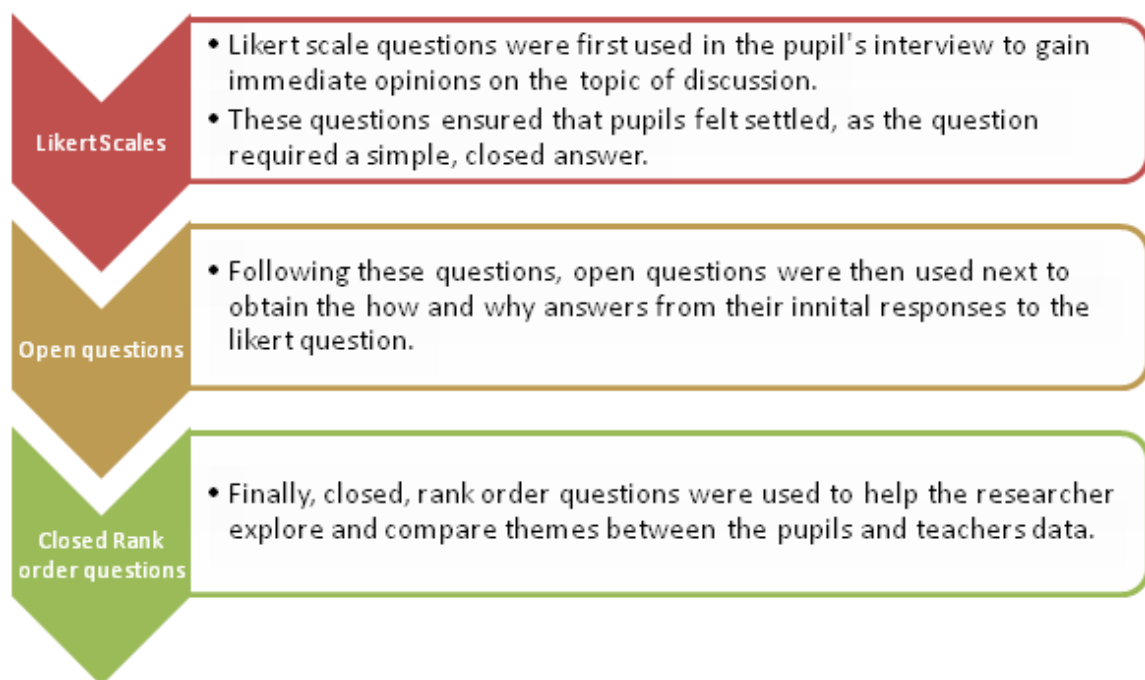 Likert Scales
• Likert scale questions were first used in the pupil's interview to gain
immediate opinions on the topic of discussion.
• These questions ensured that pupils felt settled, as the question
required a simple, closed answer.
Open questions
• Following these questions, open questions were then used next to
obtain the how and why answers from their innital responses to the
likert question.
Closed Rank
order questions
• Finally, closed, rank order questions were used to help the researcher
explore and compare themes between the pupils and teachers data.